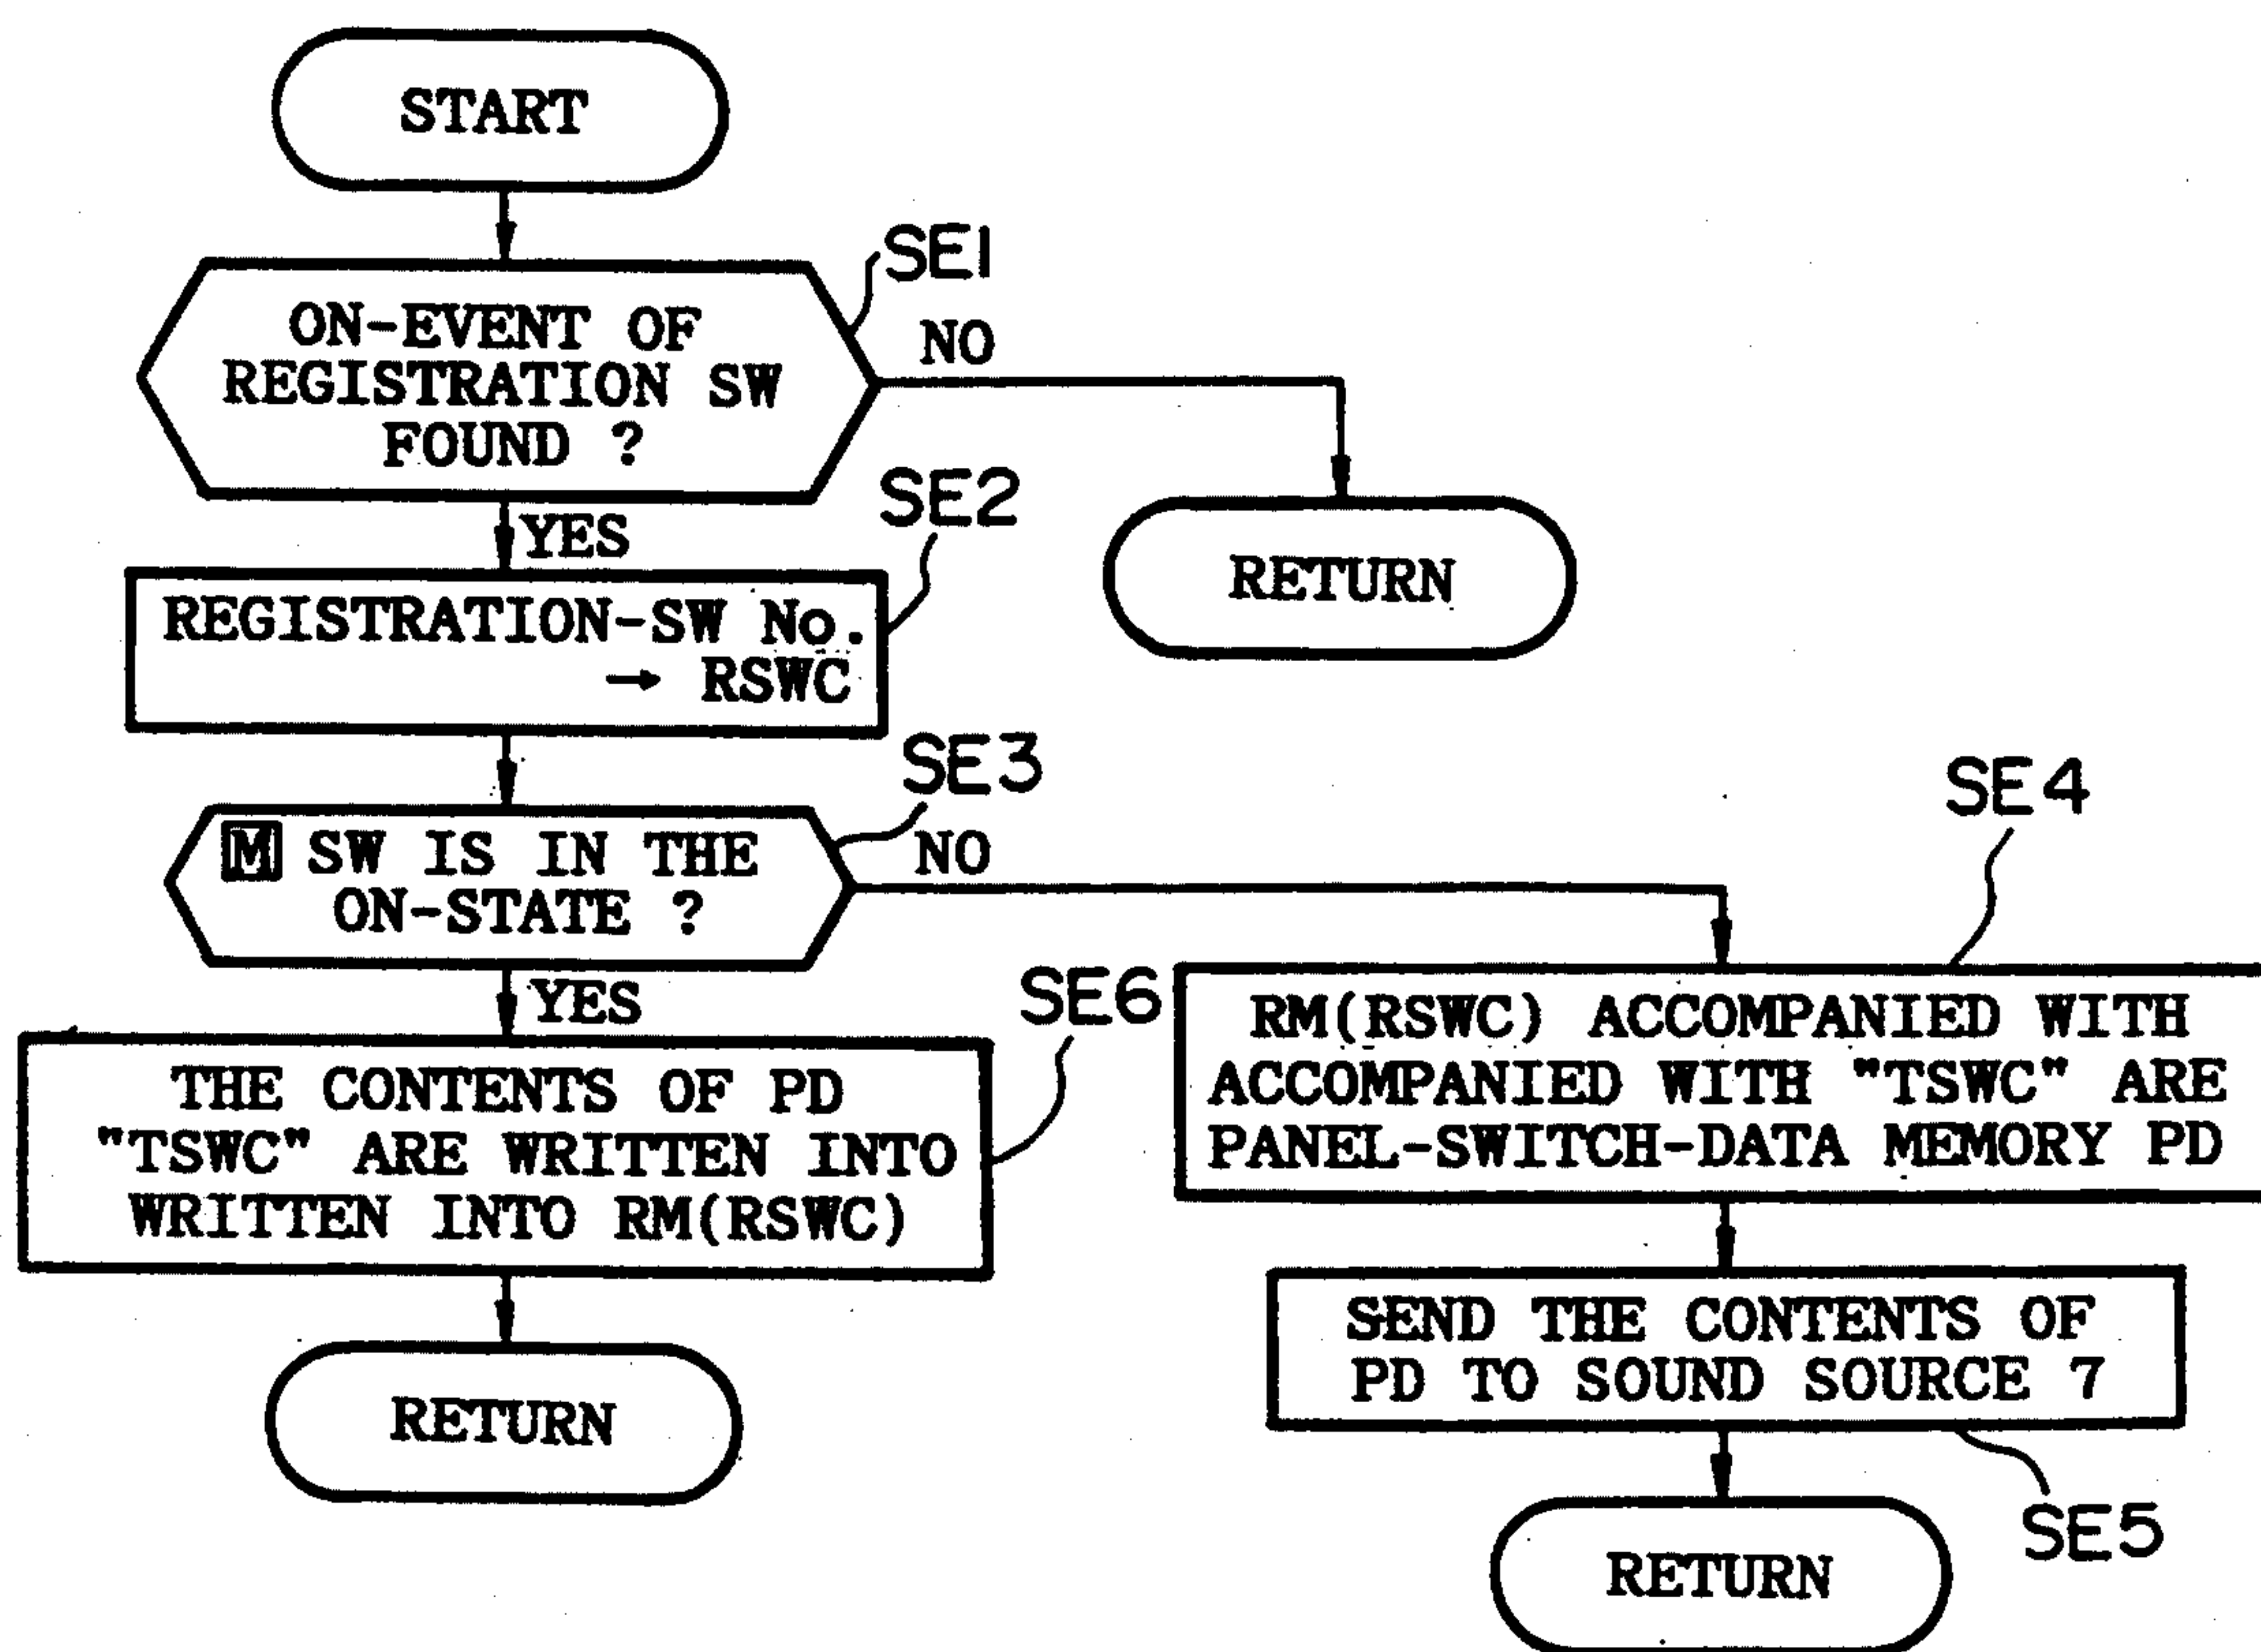 START
SE1
ON-EVENT OF
REGISTRATION SW
FOUND ?
NO
YES
SE2
RETURN
REGISTRATION-SW No.
→ RSWC
SE3
M SW IS IN THE
ON-STATE ?
NO
YES
SE4
SE6
RM(RSWC) ACCOMPANIED WITH
ACCOMPANIED WITH "TSWC" ARE
PANEL-SWITCH-DATA MEMORY PD
THE CONTENTS OF PD
"TSWC" ARE WRITTEN INTO
WRITTEN INTO RM(RSWC)
SEND THE CONTENTS OF
PD TO SOUND SOURCE 7
RETURN
SE5
RETURN